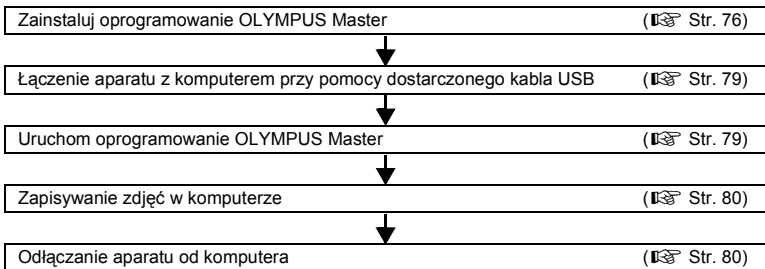 Zainstaluj oprogramowanie OLYMPUS Master (☞ Str. 76)
Łączenie aparatu z komputerem przy pomocy dostarczonego kabla USB (☞ Str. 79)
Uruchom oprogramowanie OLYMPUS Master (☞ Str. 79)
Zapisywanie zdjęć w komputerze (☞ Str. 80)
Odłączanie aparatu od komputera (☞ Str. 80)